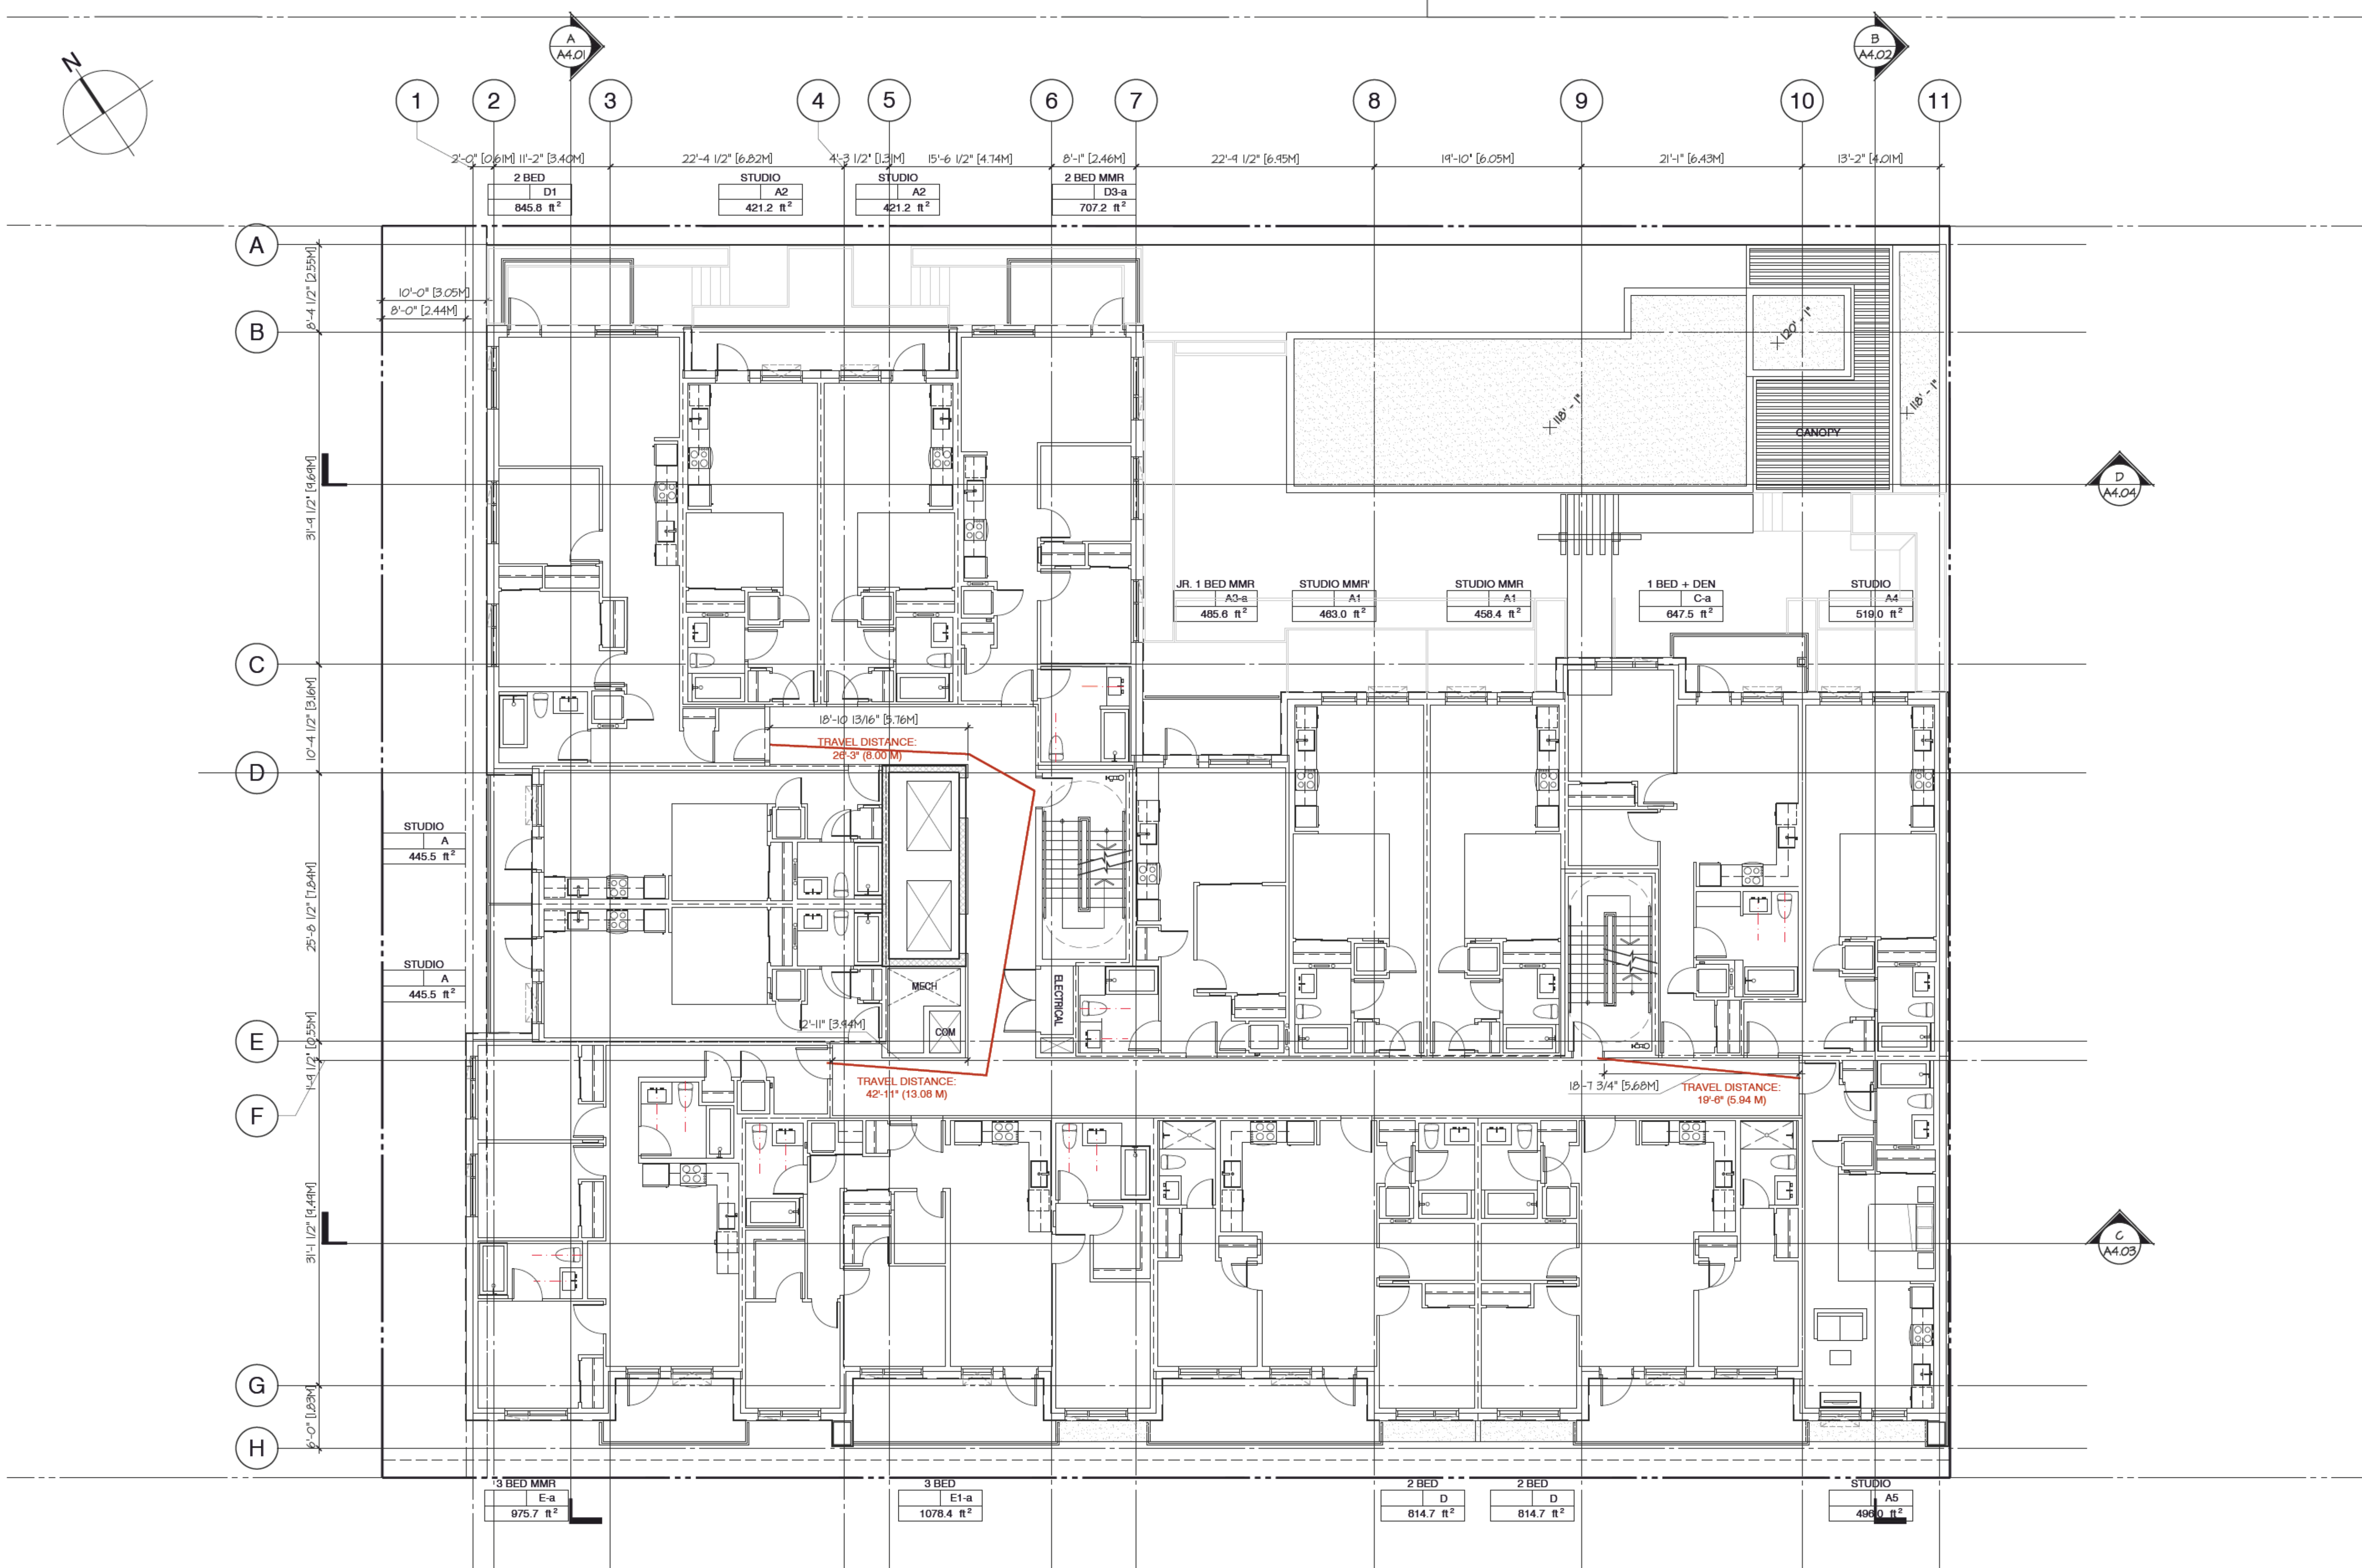 A
A4.01
B
A4.02
N
1
2
3
4
5
6
7
8
9
10
11
2'-0" [0.61M]
11'-2" [3.40M]
22'-4 1/2" [6.82M]
4'-3 1/2" [1.31M]
15'-6 1/2" [4.74M]
8'-1" [2.46M]
22'-9 1/2" [6.95M]
19'-10" [6.05M]
21'-1" [6.43M]
13'-2" [4.01M]
2 BED
D1
845.8 ft²
STUDIO
A2
421.2 ft²
STUDIO
A2
421.2 ft²
2 BED MMR
D3-a
707.2 ft²
A
8'-4 1/2" [2.55M]
10'-0" [3.05M]
8'-0" [2.44M]
B
120' - 1"
118' - 1"
118' - 1"
CANOPY
31'-9 1/2" [9.69M]
D
A4.04
JR. 1 BED MMR
A3-a
485.6 ft²
STUDIO MMR'
A1
463.0 ft²
STUDIO MMR
A1
458.4 ft²
1 BED + DEN
C-a
647.5 ft²
STUDIO
A4
519.0 ft²
C
10'-4 1/2" [3.16M]
18'-10 13/16" [5.76M]
TRAVEL DISTANCE:
26'-3" (8.00 M)
D
STUDIO
A
445.5 ft²
25'-8 1/2" [7.84M]
STUDIO
A
445.5 ft²
MECH
ELECTRICAL
COM
12'-11" [3.94M]
E
1'-9 1/2" [0.55M]
TRAVEL DISTANCE:
42'-11" (13.08 M)
18'-7 3/4" [5.68M]
TRAVEL DISTANCE:
19'-6" (5.94 M)
F
31'-1 1/2" [9.49M]
C
A4.03
G
6'-0" [1.83M]
H
3 BED MMR
E-a
975.7 ft²
3 BED
E1-a
1078.4 ft²
2 BED
D
814.7 ft²
2 BED
D
814.7 ft²
STUDIO
A5
496.0 ft²